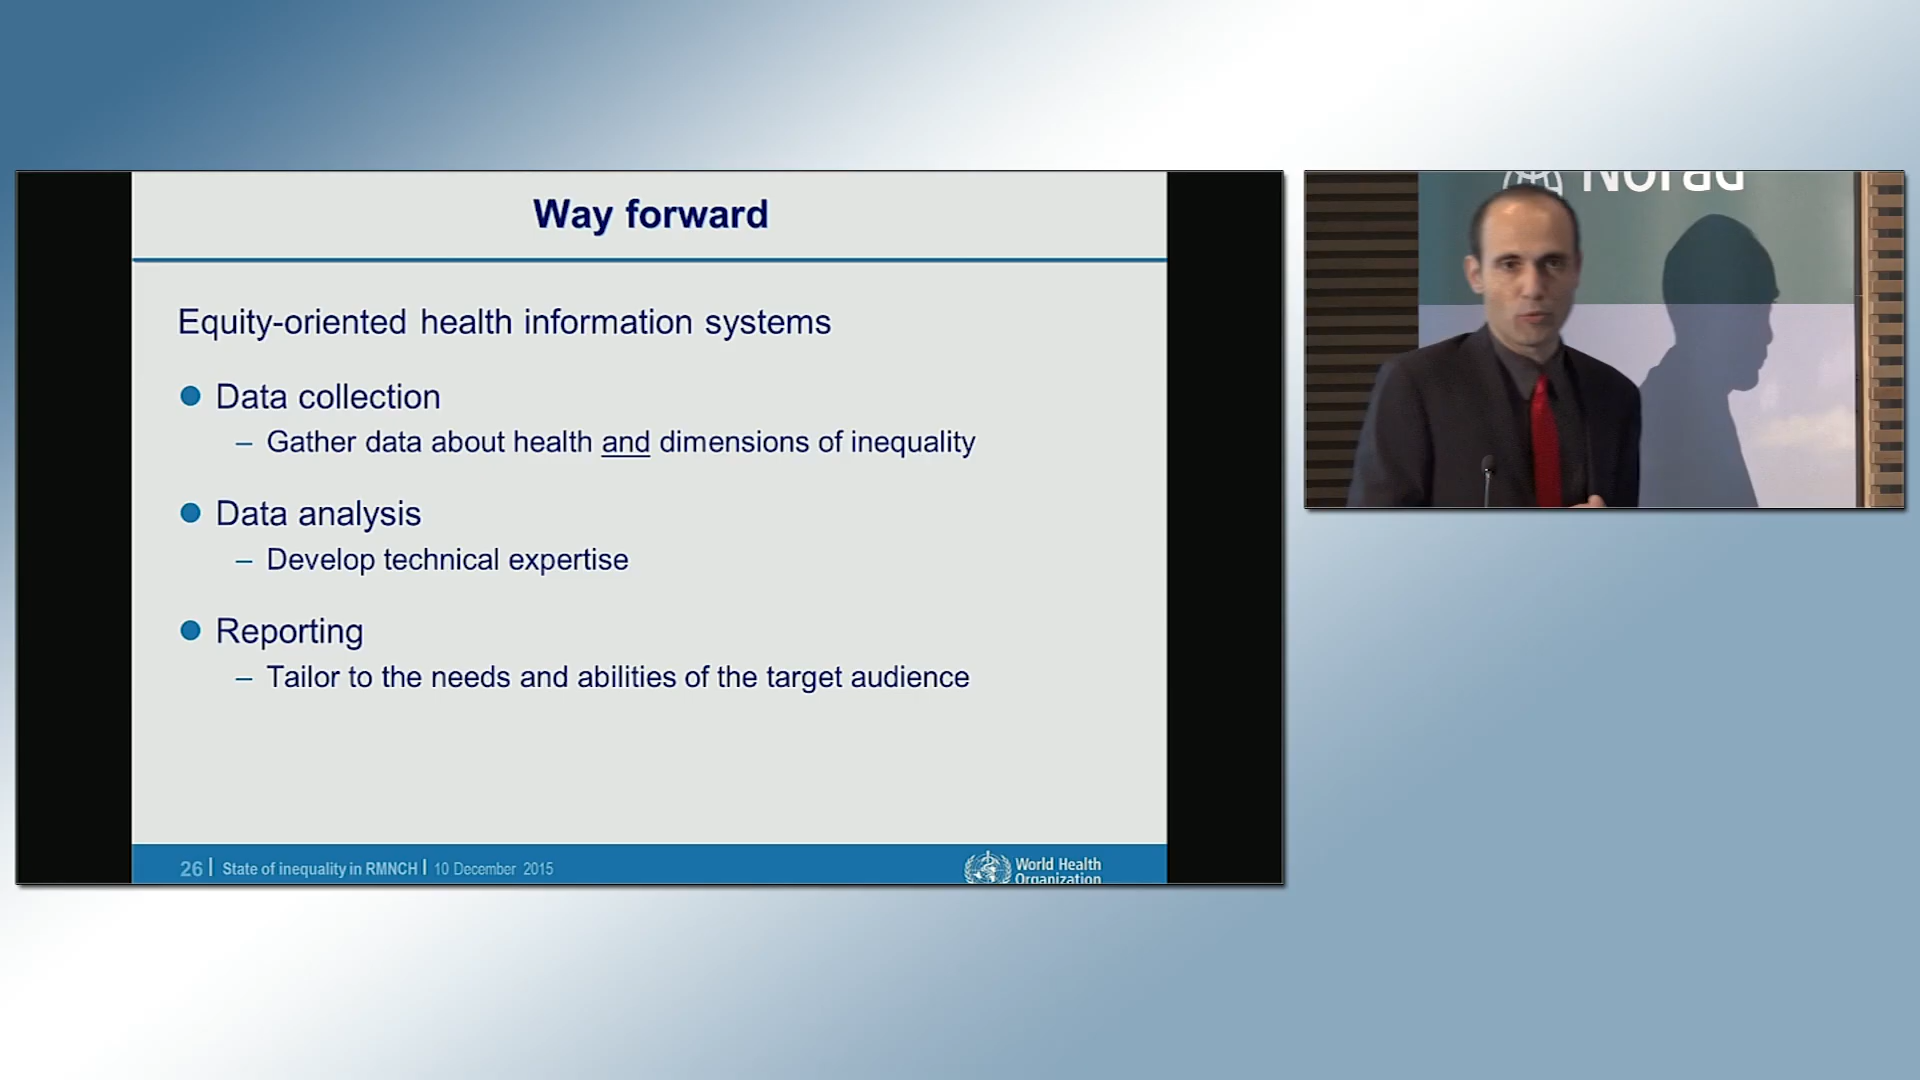 Way forward
Equity-oriented health information systems
Data collection
– Gather data about health and dimensions of inequality
Data analysis
– Develop technical expertise
Reporting
– Tailor to the needs and abilities of the target audience
26 | State of inequality in RMNCH | 10 December 2015
World Health
Organization
Norad